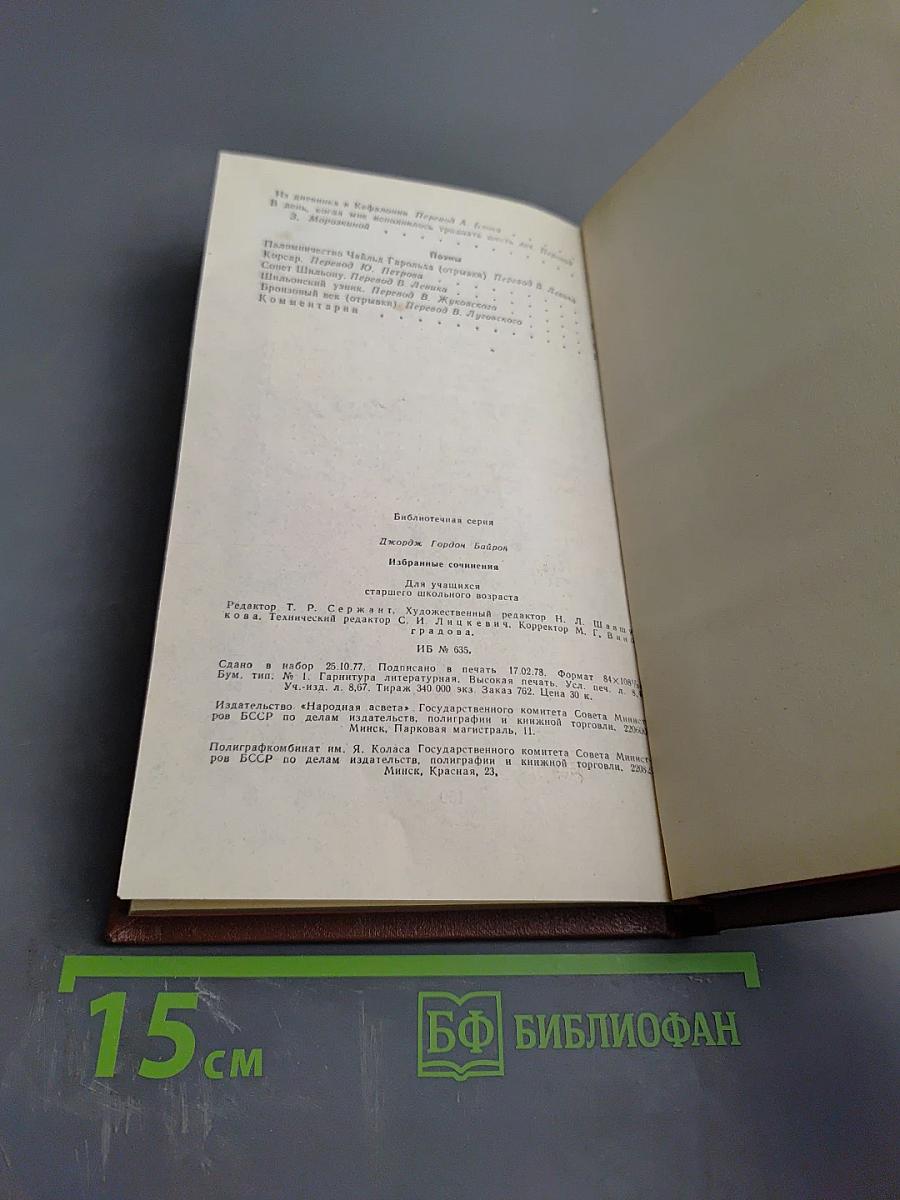 Из дневника в Кефалонии Перевод А. Блока . . . .
В день, когда мне исполнилось тридцать шесть лет Перевод
З. Морозкиной . . . . . . . . .
Поэмы
Паломничество Чайльд Гарольда (отрывки) Перевод В. Левика
Корсар. Перевод Ю. Петрова . . . . . . .
Сонет Шильону. Перевод В. Левика . . . . . .
Шильонский узник. Перевод В. Жуковского . . . .
Бронзовый век (отрывки) Перевод В. Луговского . . .
Комментарии . . . . . . . . . .
Библиотечная серия
Джордж Гордон Байрон
Избранные сочинения
Для учащихся
старшего школьного возраста
Редактор Т. Р. Сержант. Художественный редактор Н. Л. Шавшу
кова. Технический редактор С. И. Лицкевич. Корректор М. Г. Вино
градова.
ИБ № 635.
Сдано в набор 25.10.77. Подписано в печать 17.02.78. Формат 84×108¹/
Бум. тип. № 1. Гарнитура литературная. Высокая печать. Усл. печ. л. 8,
Уч.-изд. л. 8,67. Тираж 340 000 экз. Заказ 762. Цена 30 к.
Издательство «Народная асвета» Государственного комитета Совета Минист-
ров БССР по делам издательств, полиграфии и книжной торговли. 220600
Минск, Парковая магистраль, 11.
Полиграфкомбинат им. Я. Коласа Государственного комитета Совета Минист-
ров БССР по делам издательств, полиграфии и книжной торговли.
Минск, Красная, 23.
15 см
БФ БИБЛИОФАН